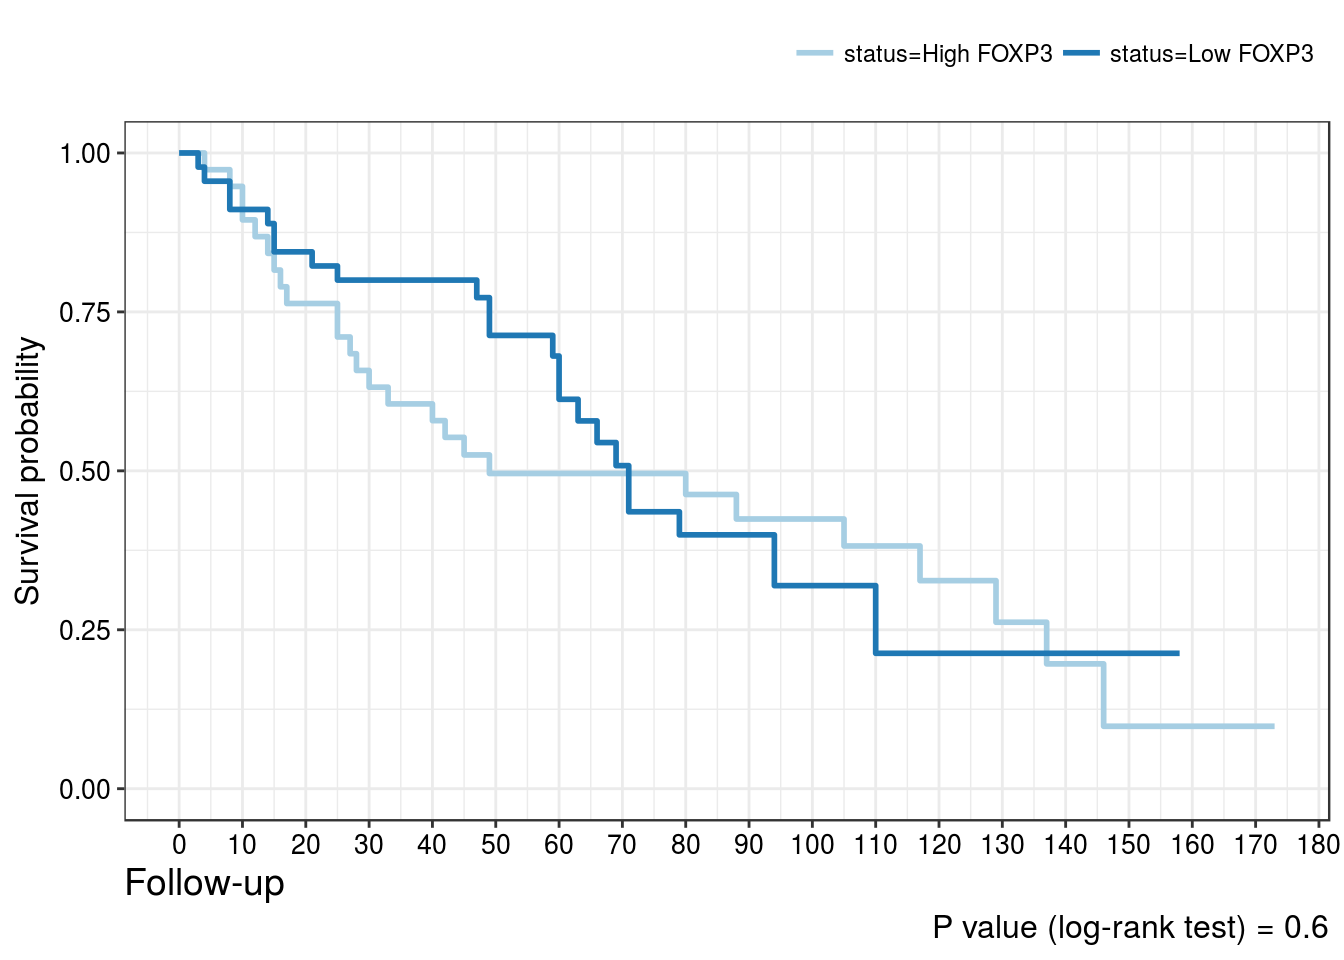 status=High FOXP3 status=Low FOXP3
1.00
0.75
0.50
0.25
0.00
Survival probability
0 10 20 30 40 50 60 70 80 90 100 110 120 130 140 150 160 170 180
Follow-up
P value (log-rank test) = 0.6